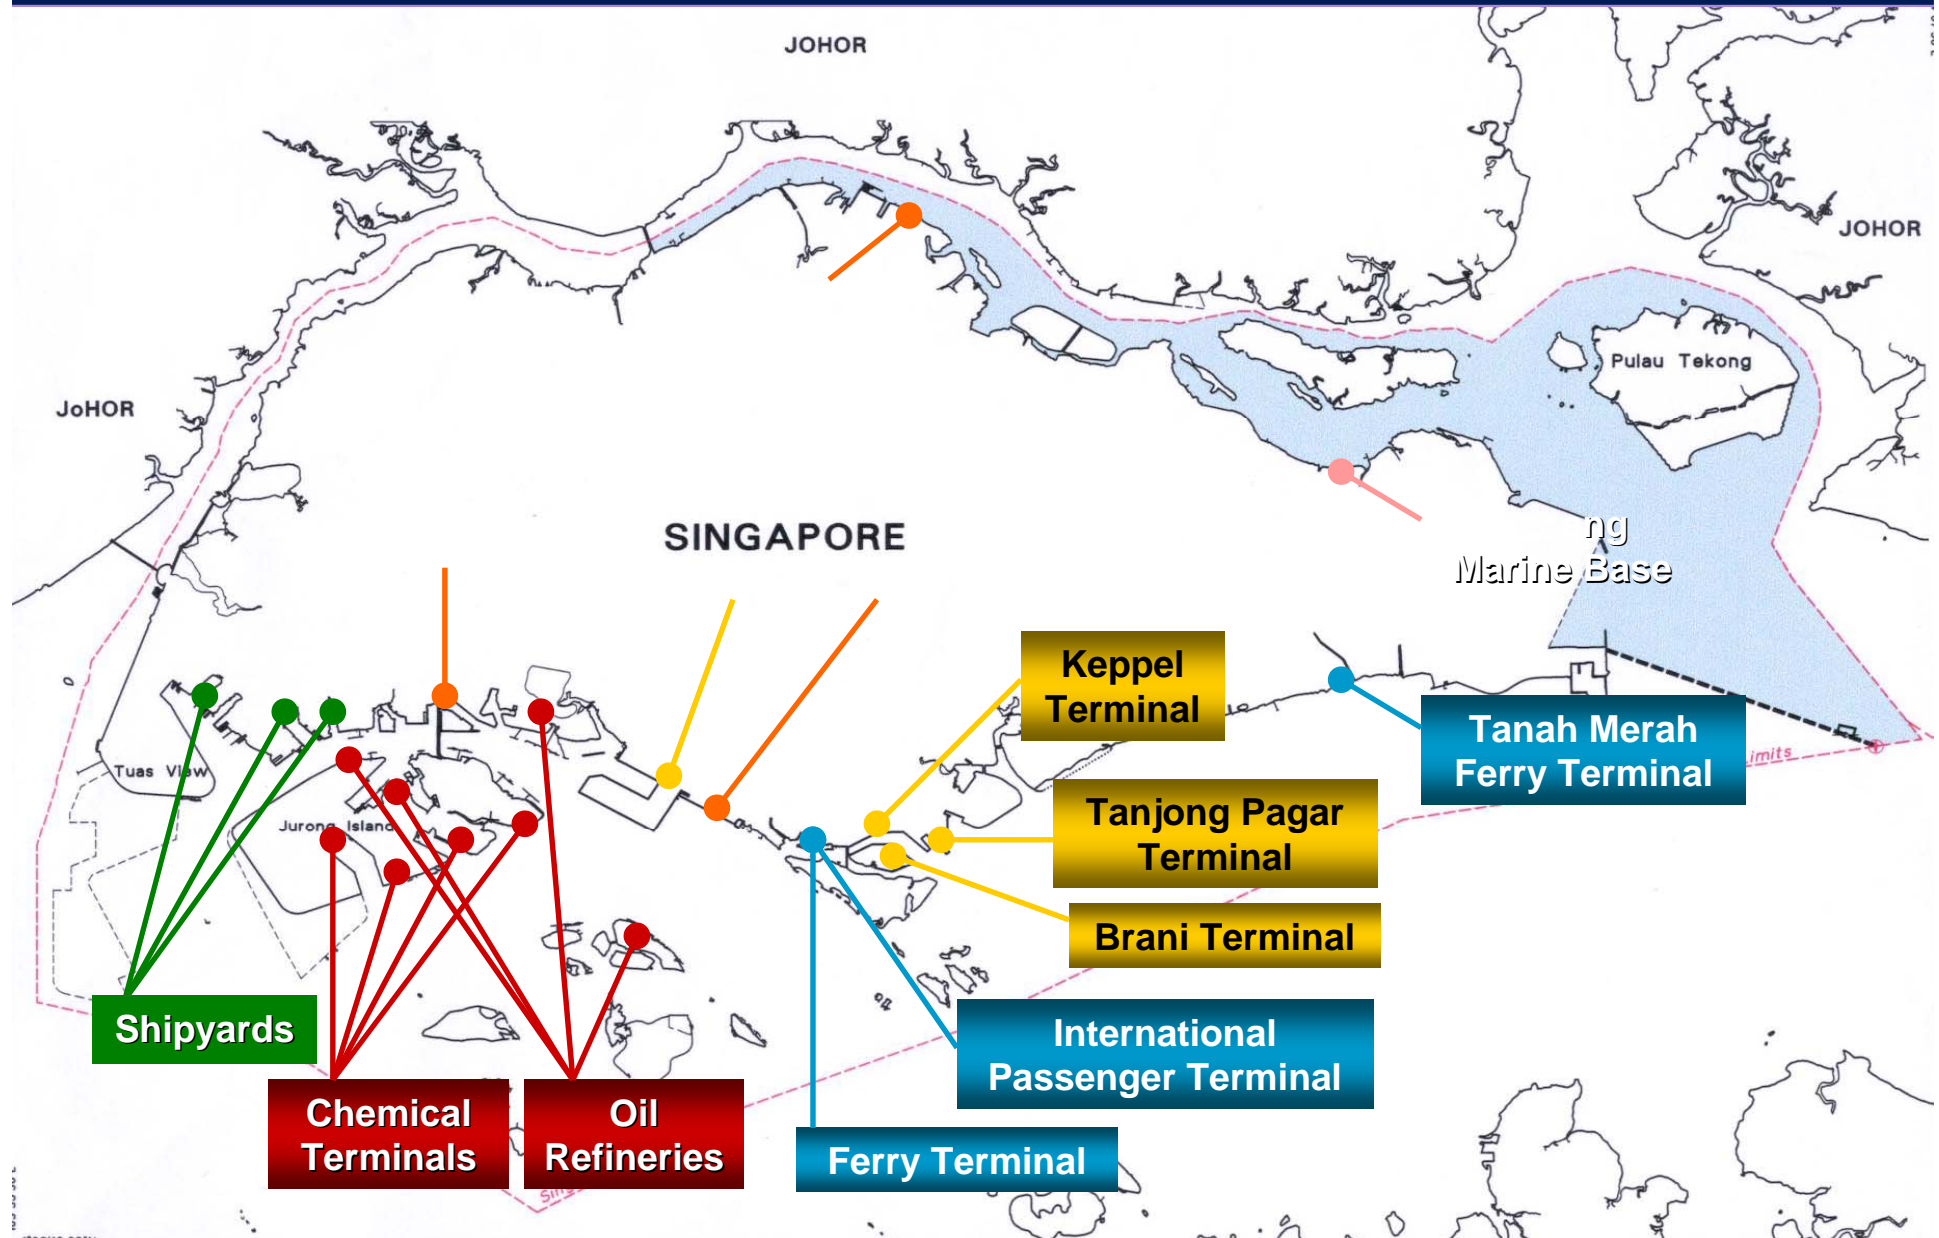 JOHOR
JOHOR
Pulau Tekong
JoHOR
SINGAPORE
ng
Marine Base
Keppel
Terminal
Tanah Merah
Ferry Terminal
imits
Tuas View
Tanjong Pagar
Terminal
Jurong Island
Brani Terminal
Shipyards
International
Passenger Terminal
Chemical
Terminals
Oil
Refineries
Ferry Terminal